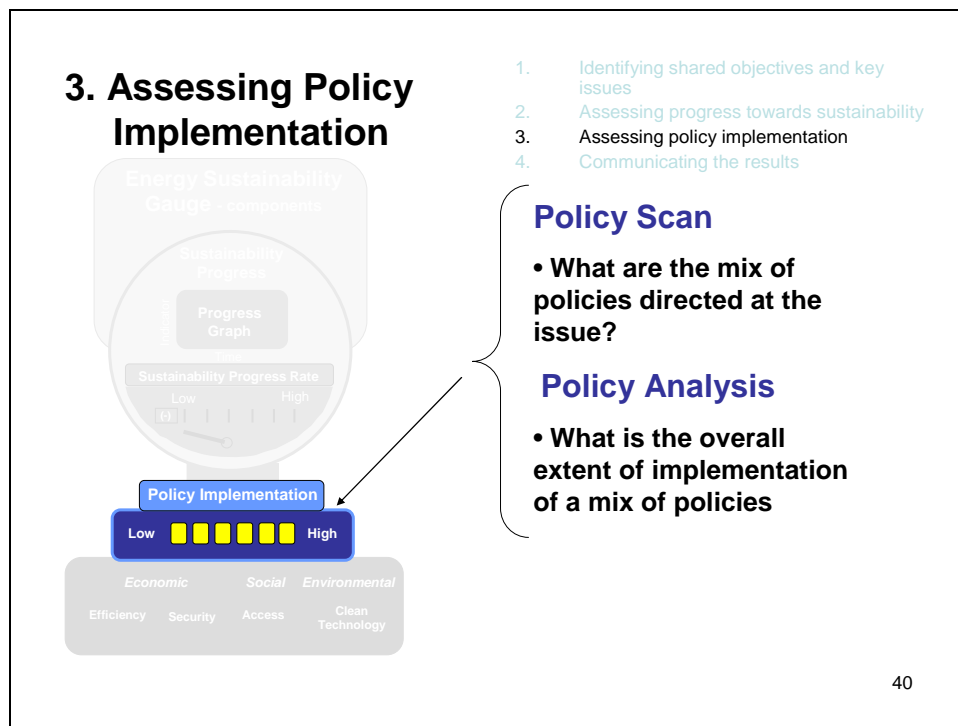 3. Assessing Policy
Implementation
1. Identifying shared objectives and key
issues
2. Assessing progress towards sustainability
3. Assessing policy implementation
4. Communicating the results
Energy Sustainability
Gauge - components
Sustainability
Progress
Progress
Graph
Time
Sustainability Progress Rate
Low High
(-)
Policy Implementation
Low High
Economic Social Environmental
Efficiency Security Access Clean
Technology
Policy Scan
• What are the mix of
policies directed at the
issue?
Policy Analysis
• What is the overall
extent of implementation
of a mix of policies
40